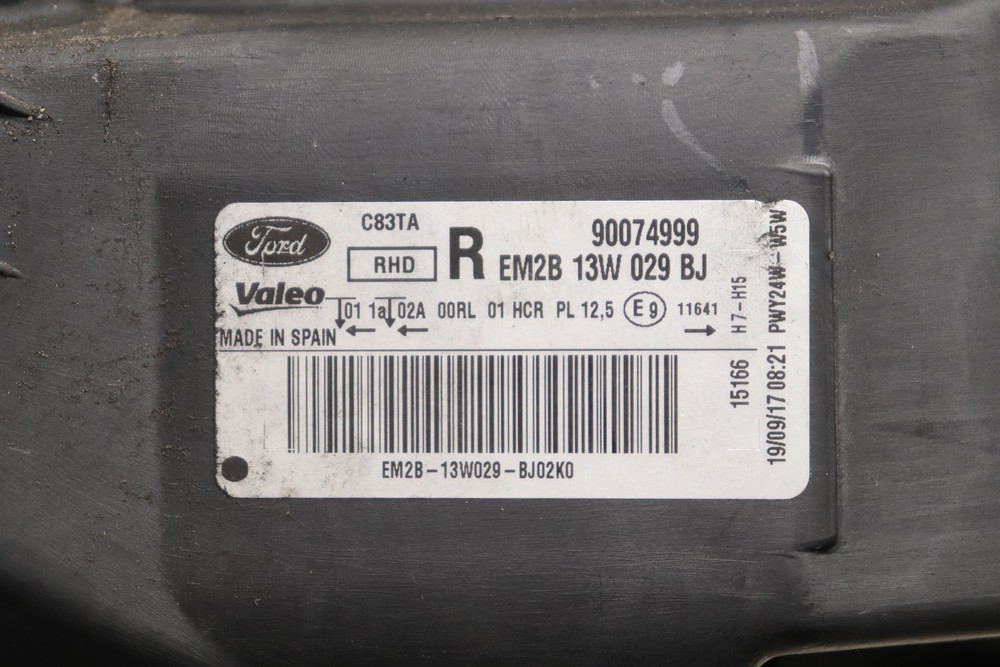 Ford
C83TA
RHD
R
90074999
EM2B 13W 029 BJ
Valeo
01 1a 02A 00RL 01 HCR PL 12,5 E9 11641
MADE IN SPAIN
EM2B-13W029-BJ02K0
15166 H7-H15
19/09/17 08:21 PWY24W-W5W